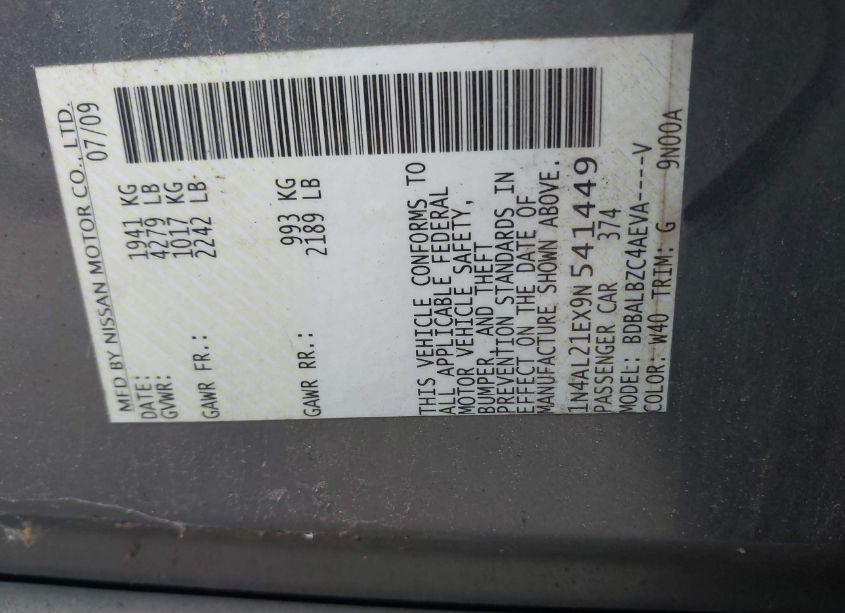 MFD BY NISSAN MOTOR CO., LTD.
DATE: 07/09
GVWR: 1941 KG
4279 LB
GAWR FR.: 1017 KG
2242 LB
GAWR RR.: 993 KG
2189 LB
THIS VEHICLE CONFORMS TO
ALL APPLICABLE FEDERAL
MOTOR VEHICLE SAFETY,
BUMPER, AND THEFT
PREVENTION STANDARDS IN
EFFECT ON THE DATE OF
MANUFACTURE SHOWN ABOVE.
1N4AL21EX9N541449
PASSENGER CAR 374
MODEL: BDBALBZC4AEVA----V
COLOR: W40 TRIM: G 9N00A